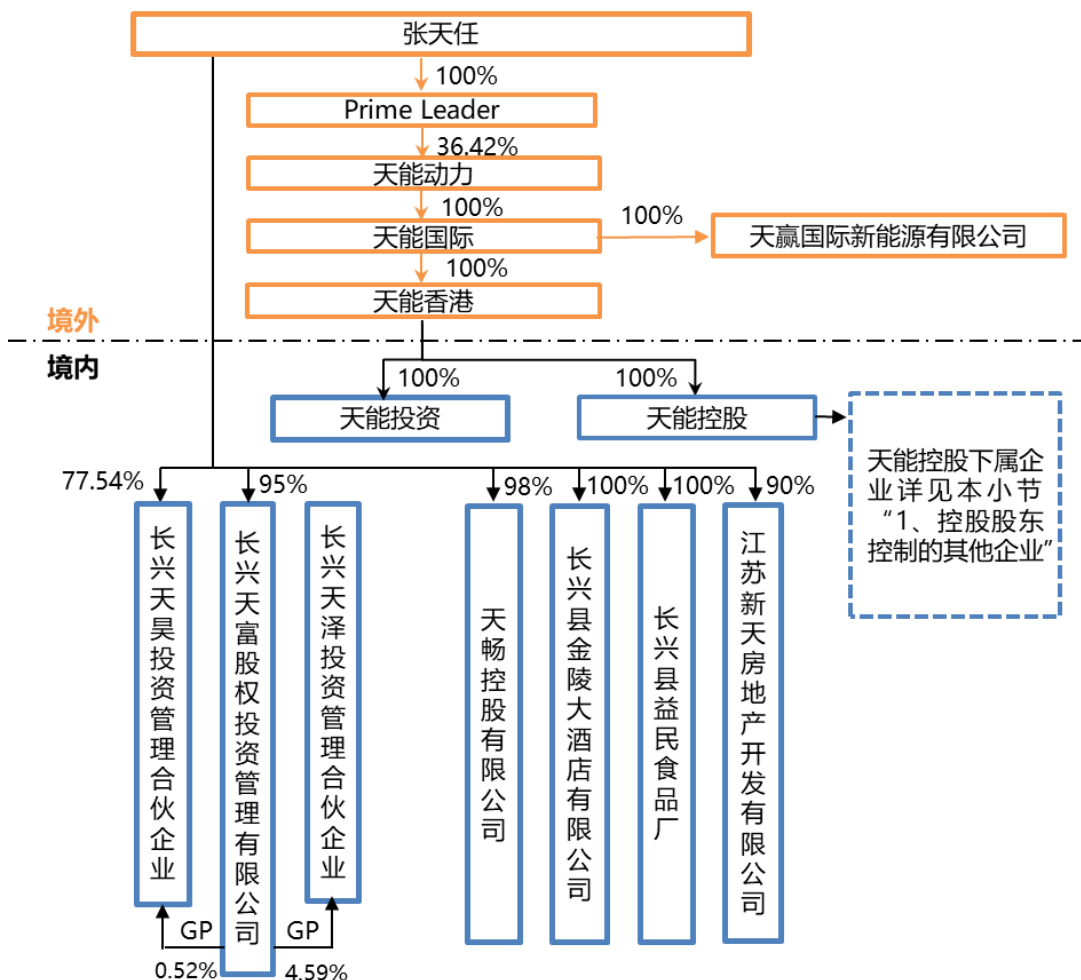 张天任
100%
Prime Leader
36.42%
天能动力
100%
天能国际
100%
天赢国际新能源有限公司
100%
天能香港
境外
境内
100%
100%
天能投资
天能控股
天能控股下属企
业详见本小节
“1、控股股东
控制的其他企业”
77.54%
95%
98%
100%
100%
90%
长兴天昊投资管理合伙企业
长兴天富股权投资管理有限公司
长兴天泽投资管理合伙企业
天畅控股有限公司
长兴县金陵大酒店有限公司
长兴县益民食品厂
江苏新天房地产开发有限公司
GP
GP
0.52%
4.59%